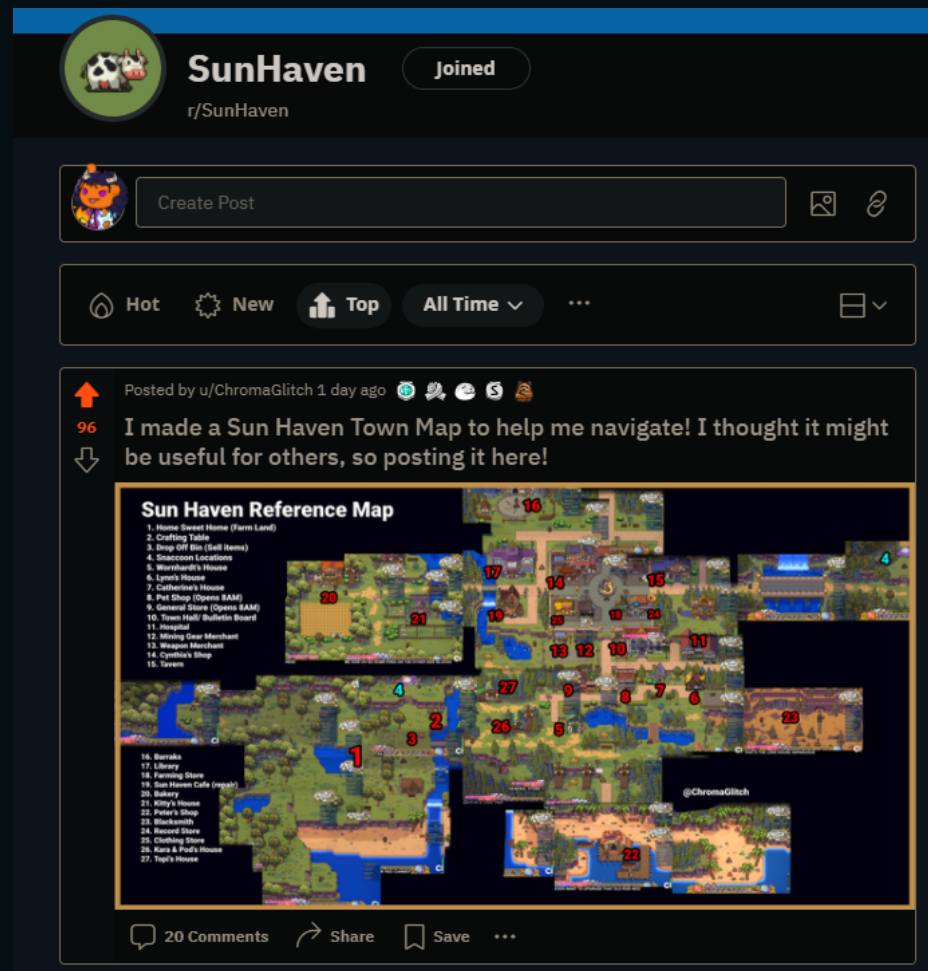 SunHaven
Joined
r/SunHaven
Create Post
Hot
New
Top
All Time
Posted by u/ChromaGlitch 1 day ago
96
I made a Sun Haven Town Map to help me navigate! I thought it might
be useful for others, so posting it here!
Sun Haven Reference Map
1. Home Sweet Home (Farm Land)
2. Crafting Table
3. Drop Off Bin (Sell items)
4. Snaccoon Locations
5. Wornhardt's House
6. Lynn's House
7. Catherine's House
8. Pet Shop (Opens 8AM)
9. General Store (Opens 8AM)
10. Town Hall/ Bulletin Board
11. Hospital
12. Mining Gear Merchant
13. Weapon Merchant
14. Cynthia's Shop
15. Tavern
16
17
14
15
4
20
21
19
25
18
24
13
12
10
11
4
27
9
8
7
6
2
3
26
5
23
1
16. Barraks
17. Library
18. Farming Store
19. Sun Haven Cafe (repair)
20. Bakery
21. Kitty's House
22. Peter's Shop
23. Blacksmith
24. Record Store
25. Clothing Store
26. Kara & Pod's House
27. Topi's House
@ChromaGlitch
22
20 Comments
Share
Save